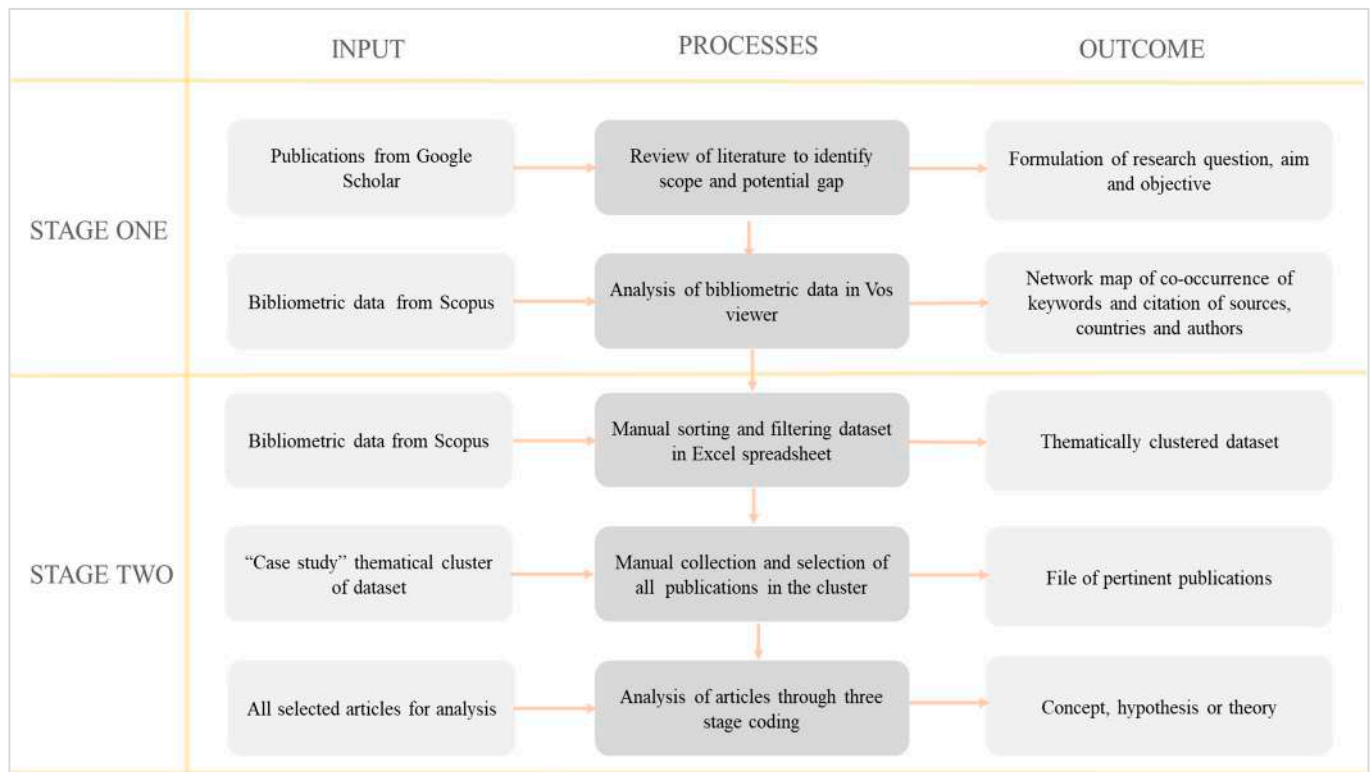 INPUT
PROCESSES
OUTCOME
STAGE ONE
Publications from Google
Scholar
Review of literature to identify
scope and potential gap
Formulation of research question, aim
and objective
Bibliometric data from Scopus
Analysis of bibliometric data in Vos
viewer
Network map of co-occurrence of
keywords and citation of sources,
countries and authors
STAGE TWO
Bibliometric data from Scopus
Manual sorting and filtering dataset
in Excel spreadsheet
Thematically clustered dataset
“Case study” thematical cluster
of dataset
Manual collection and selection of
all publications in the cluster
File of pertinent publications
All selected articles for analysis
Analysis of articles through three
stage coding
Concept, hypothesis or theory